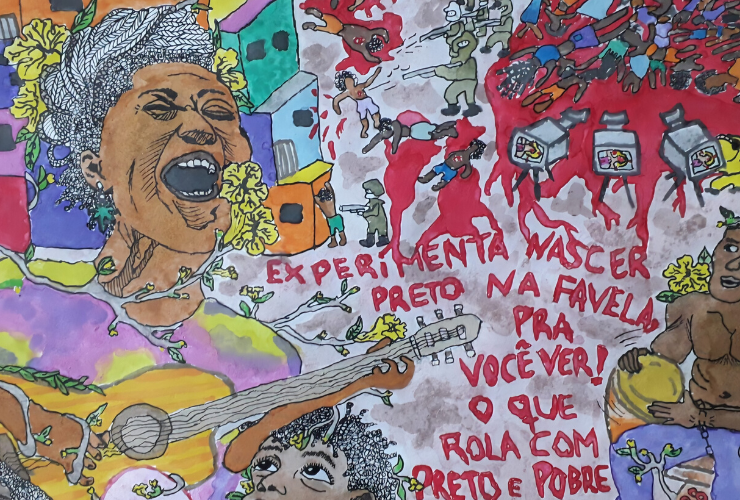 EXPERIMENTA NASCER
PRETO NA FAVELA,
PRA
VOCÊ VER!
O QUE
ROLA COM
PRETO E POBRE